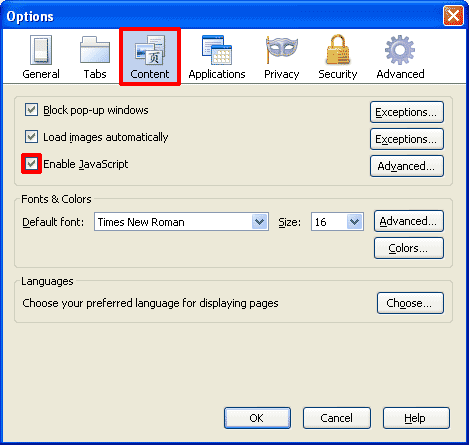 Options
General Tabs Content Applications Privacy Security Advanced
Block pop-up windows Exceptions...
Load images automatically Exceptions...
Enable JavaScript Advanced...
Fonts & Colors
Default font: Times New Roman Size: 16 Advanced...
Colors...
Languages
Choose your preferred language for displaying pages Choose...
OK Cancel Help